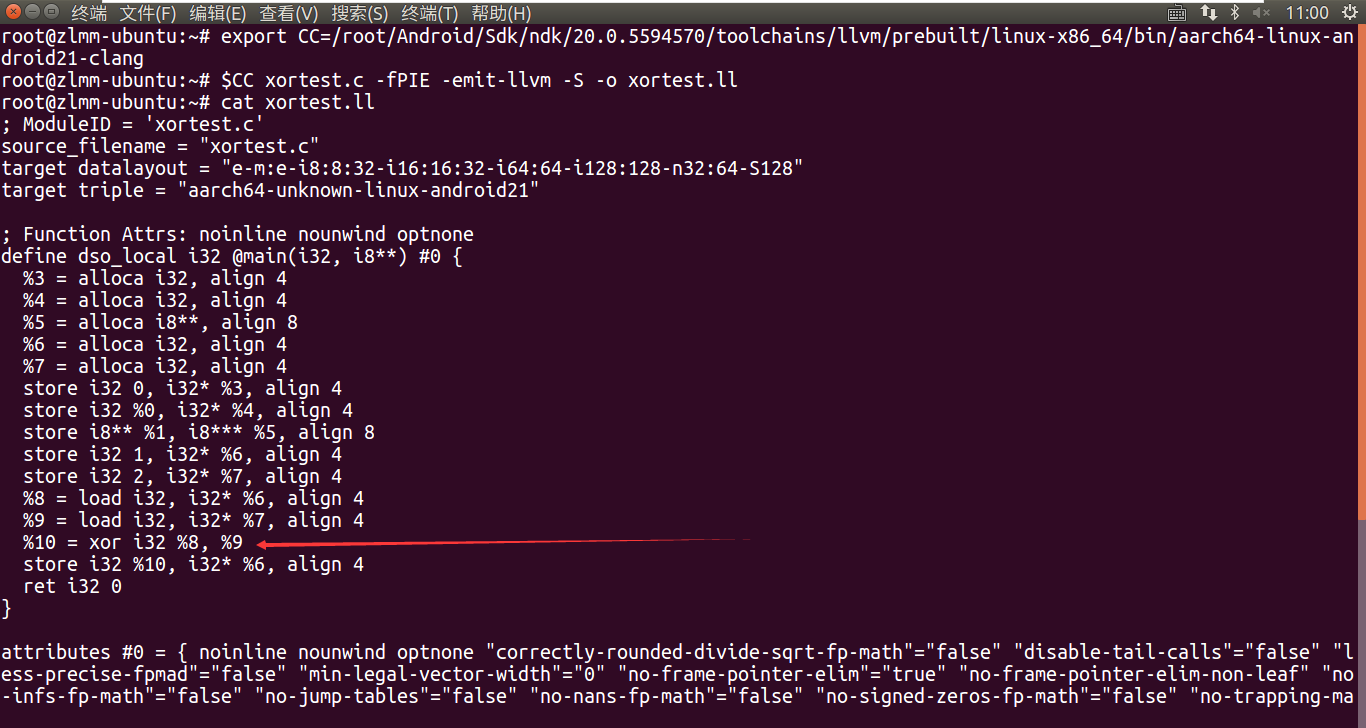 终端 终端 文件(F) 编辑(E) 查看(V) 搜索(S) 终端(T) 帮助(H) 11:00
root@zlmm-ubuntu:~# export CC=/root/Android/Sdk/ndk/20.0.5594570/toolchains/llvm/prebuilt/linux-x86_64/bin/aarch64-linux-an
droid21-clang
root@zlmm-ubuntu:~# $CC xortest.c -fPIE -emit-llvm -S -o xortest.ll
root@zlmm-ubuntu:~# cat xortest.ll
; ModuleID = 'xortest.c'
source_filename = "xortest.c"
target datalayout = "e-m:e-i8:8:32-i16:16:32-i64:64-i128:128-n32:64-S128"
target triple = "aarch64-unknown-linux-android21"
; Function Attrs: noinline nounwind optnone
define dso_local i32 @main(i32, i8**) #0 {
  %3 = alloca i32, align 4
  %4 = alloca i32, align 4
  %5 = alloca i8**, align 8
  %6 = alloca i32, align 4
  %7 = alloca i32, align 4
  store i32 0, i32* %3, align 4
  store i32 %0, i32* %4, align 4
  store i8** %1, i8*** %5, align 8
  store i32 1, i32* %6, align 4
  store i32 2, i32* %7, align 4
  %8 = load i32, i32* %6, align 4
  %9 = load i32, i32* %7, align 4
  %10 = xor i32 %8, %9
  store i32 %10, i32* %6, align 4
  ret i32 0
}
attributes #0 = { noinline nounwind optnone "correctly-rounded-divide-sqrt-fp-math"="false" "disable-tail-calls"="false" "l
ess-precise-fpmad"="false" "min-legal-vector-width"="0" "no-frame-pointer-elim"="true" "no-frame-pointer-elim-non-leaf" "no
-infs-fp-math"="false" "no-jump-tables"="false" "no-nans-fp-math"="false" "no-signed-zeros-fp-math"="false" "no-trapping-ma